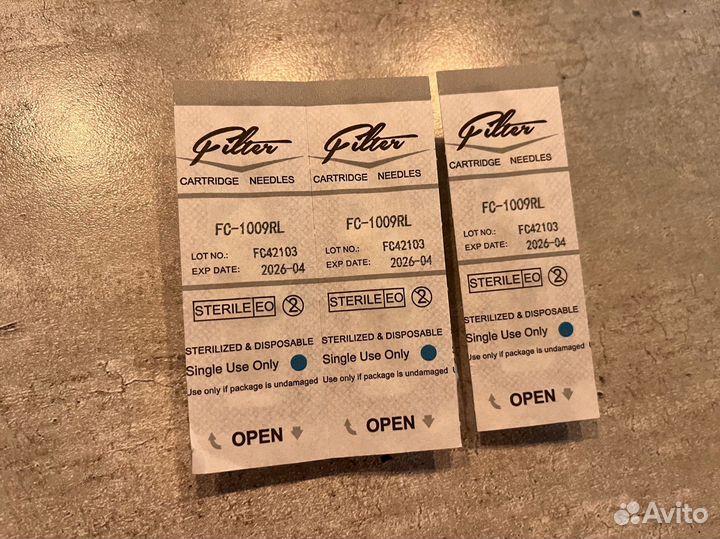 Filter
CARTRIDGE NEEDLES
FC-1009RL
LOT NO.: FC42103
EXP DATE: 2026-04
STERILE EO 2
STERILIZED & DISPOSABLE
Single Use Only
Use only if package is undamaged
OPEN
Filter
CARTRIDGE NEEDLES
FC-1009RL
LOT NO.: FC42103
EXP DATE: 2026-04
STERILE EO 2
STERILIZED & DISPOSABLE
Single Use Only
Use only if package is undamaged
OPEN
Filter
CARTRIDGE NEEDLES
FC-1009RL
LOT NO.: FC42103
EXP DATE: 2026-04
STERILE EO 2
STERILIZED & DISPOSABLE
Single Use Only
Use only if package is undamaged
OPEN
Avito